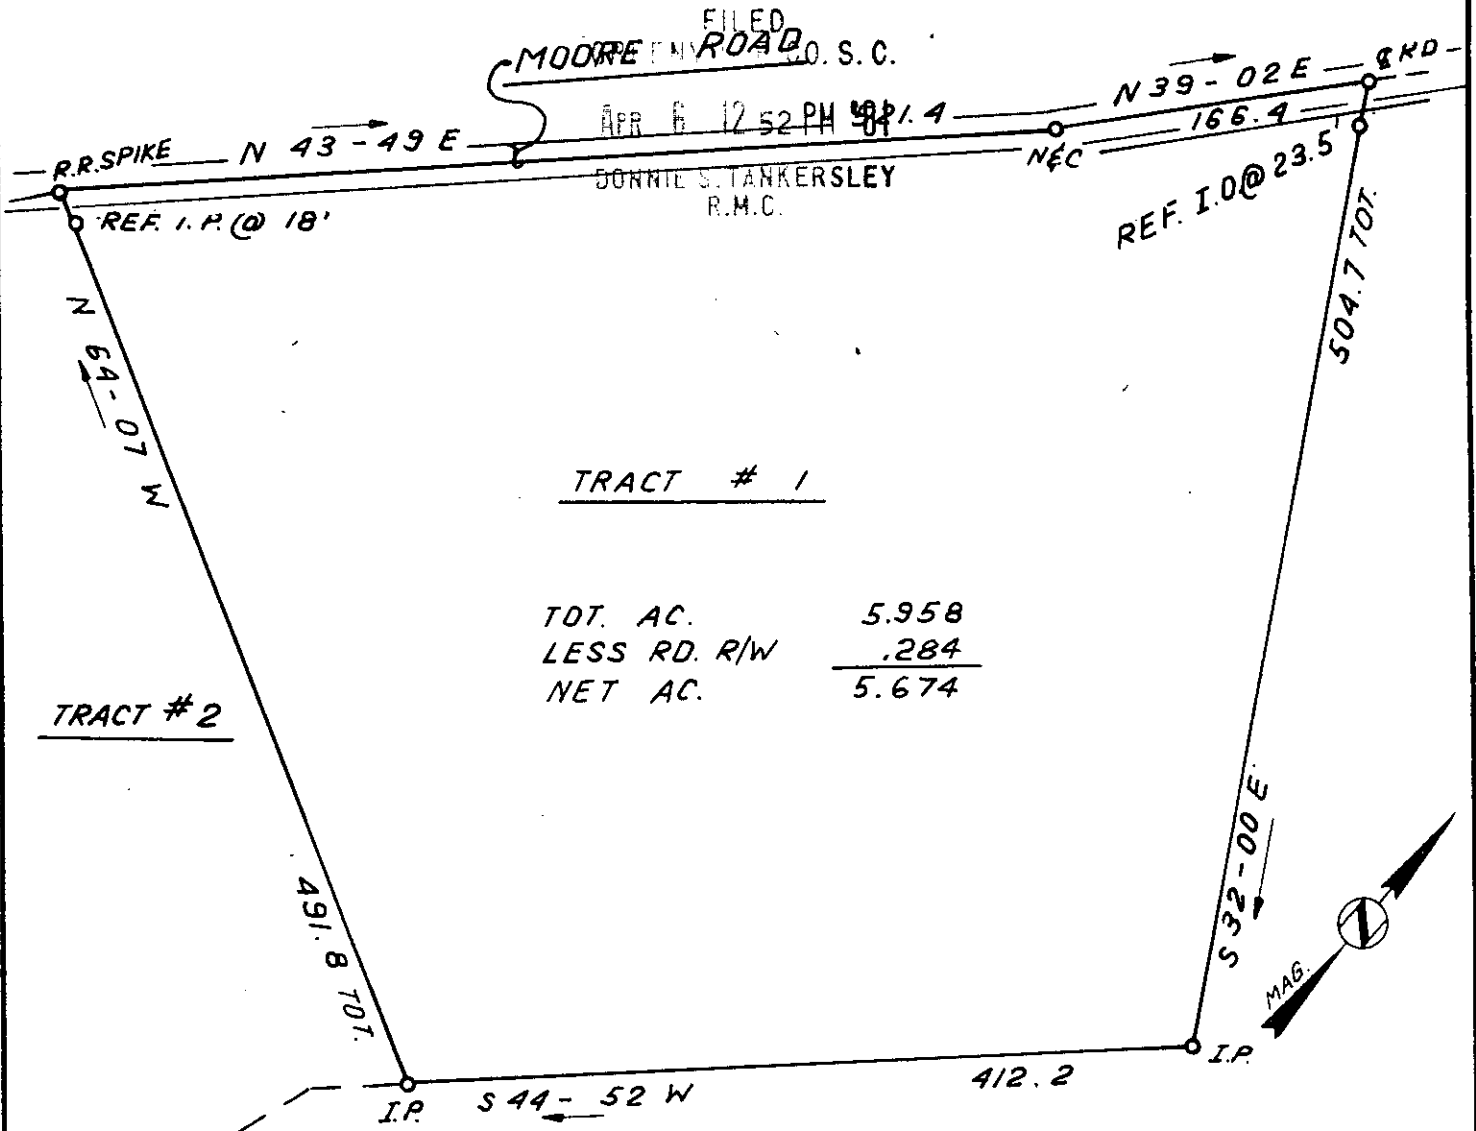 FILED
CO. S. C.
MOORE ROAD
APR 6 12 52 PM
DONNIE S. TANKERSLEY
R.M.C.
R.R. SPIKE
N 43 - 49 E
N 39 - 02 E
RD
166.4
N&C
REF. I.P. @ 18'
REF. I.O@ 23.5'
N 64 - 07 W
504.7 TOT.
TRACT # 1
TOT. AC. 5.958
LESS RD. R/W .284
NET AC. 5.674
TRACT #2
S 32 - 00 E
491.8 TOT.
MAG.
I.P.
412.2
S 44 - 52 W
I.P.